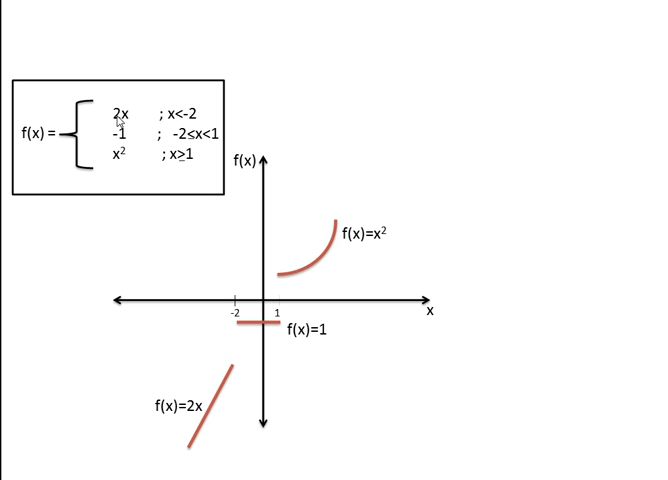 2x ; x<-2
f(x) = -1 ; -2≤x<1
x² ; x≥1
f(x)
f(x)=x²
-2 1 x
f(x)=1
f(x)=2x